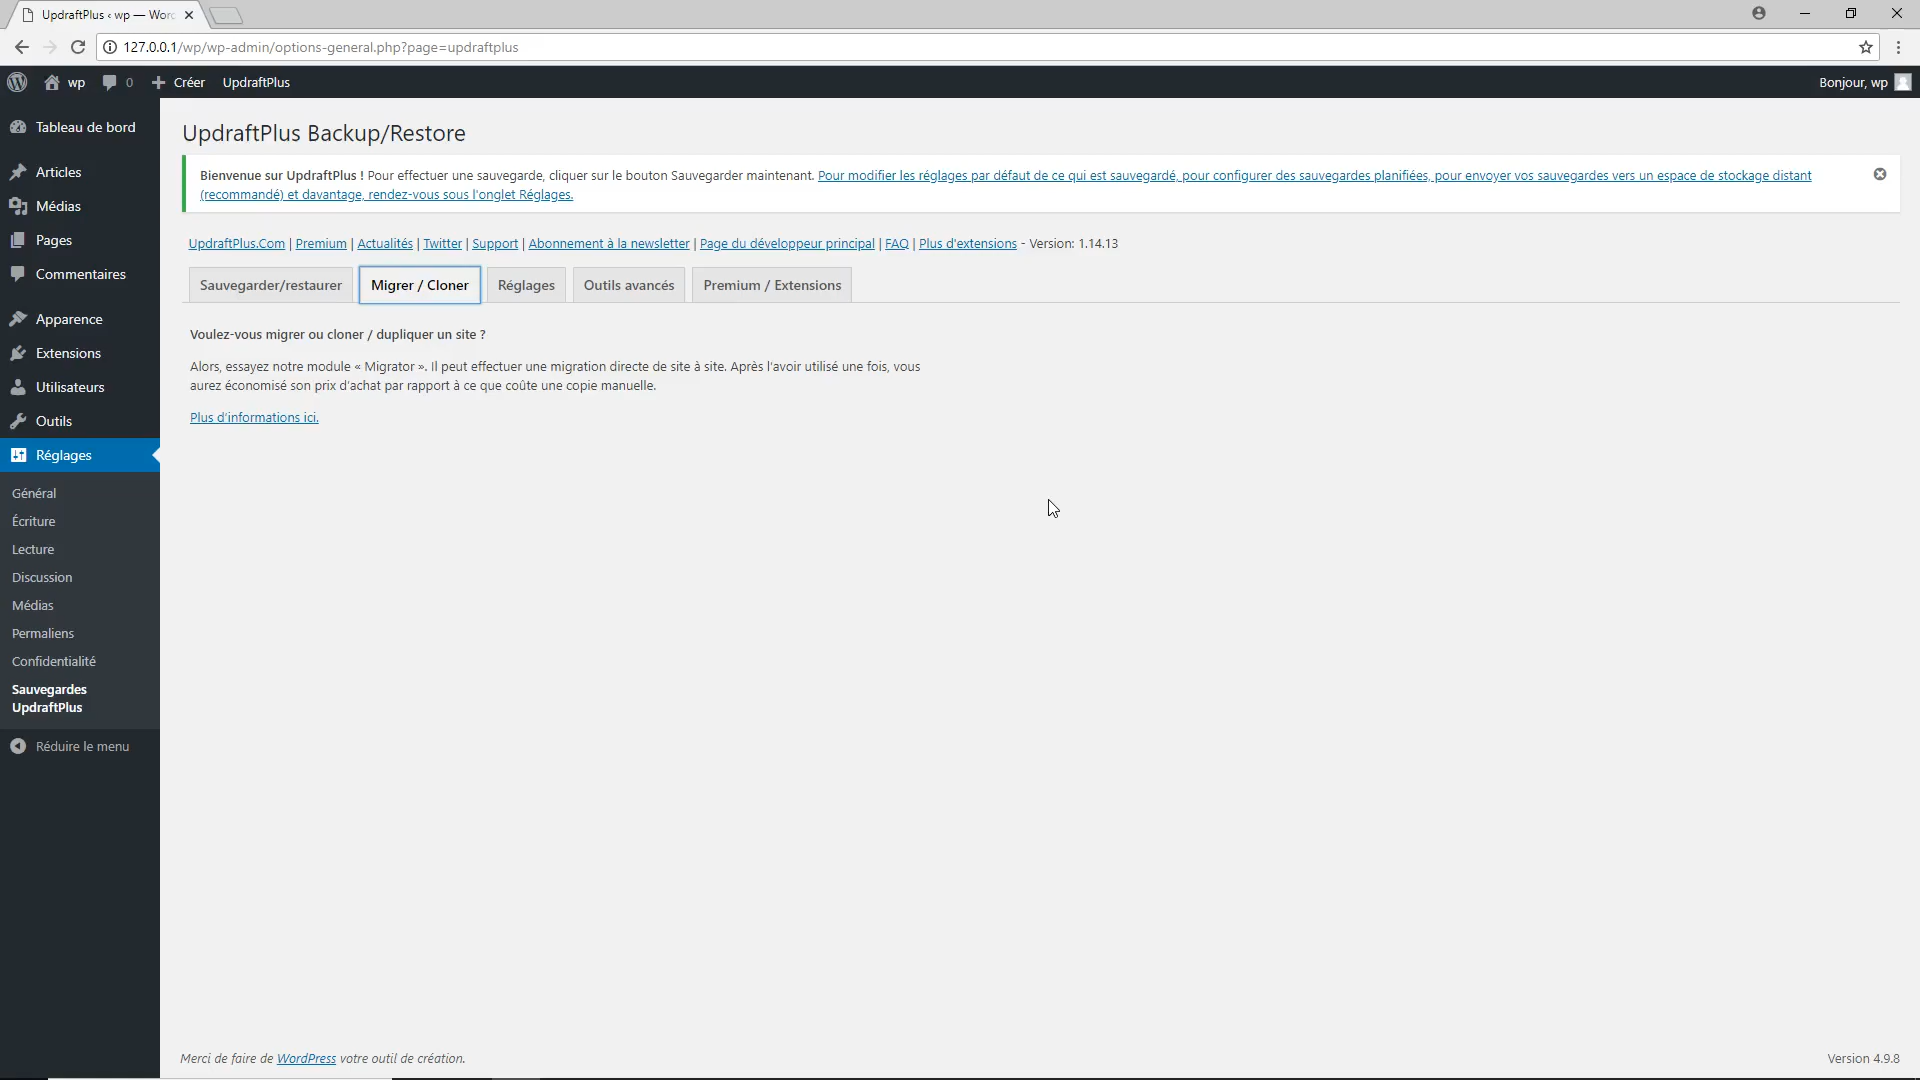 UpdraftPlus ‹ wp — Wor
127.0.0.1/wp/wp-admin/options-general.php?page=updraftplus
wp
0
Créer
UpdraftPlus
Bonjour, wp
Tableau de bord
Articles
Médias
Pages
Commentaires
Apparence
Extensions
Utilisateurs
Outils
Réglages
Général
Écriture
Lecture
Discussion
Médias
Permaliens
Confidentialité
Sauvegardes
UpdraftPlus
Réduire le menu
UpdraftPlus Backup/Restore
Bienvenue sur UpdraftPlus ! Pour effectuer une sauvegarde, cliquer sur le bouton Sauvegarder maintenant. Pour modifier les réglages par défaut de ce qui est sauvegardé, pour configurer des sauvegardes planifiées, pour envoyer vos sauvegardes vers un espace de stockage distant
(recommandé) et davantage, rendez-vous sous l'onglet Réglages.
UpdraftPlus.Com | Premium | Actualités | Twitter | Support | Abonnement à la newsletter | Page du développeur principal | FAQ | Plus d'extensions - Version: 1.14.13
Sauvegarder/restaurer
Migrer / Cloner
Réglages
Outils avancés
Premium / Extensions
Voulez-vous migrer ou cloner / dupliquer un site ?
Alors, essayez notre module « Migrator ». Il peut effectuer une migration directe de site à site. Après l'avoir utilisé une fois, vous
aurez économisé son prix d'achat par rapport à ce que coûte une copie manuelle.
Plus d'informations ici.
Merci de faire de WordPress votre outil de création.
Version 4.9.8